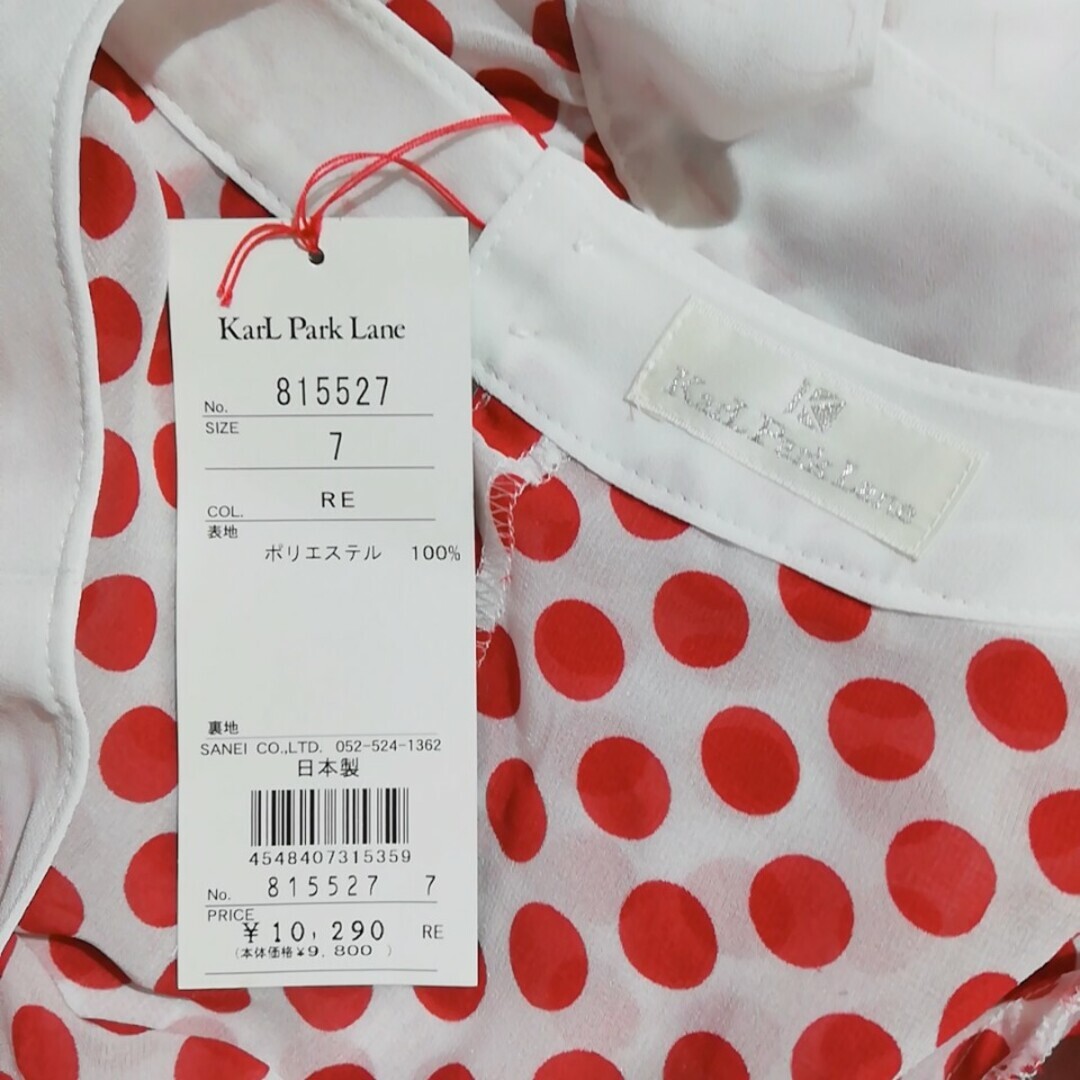 KarL Park Lane
No. 815527
SIZE
7
COL. RE
表地
ポリエステル 100%
裏地
SANEI CO.,LTD. 052-524-1362
日本製
4548407315359
No. 815527 7
PRICE
¥10,290 RE
(本体価格¥9,800 )
KarL Park Lane